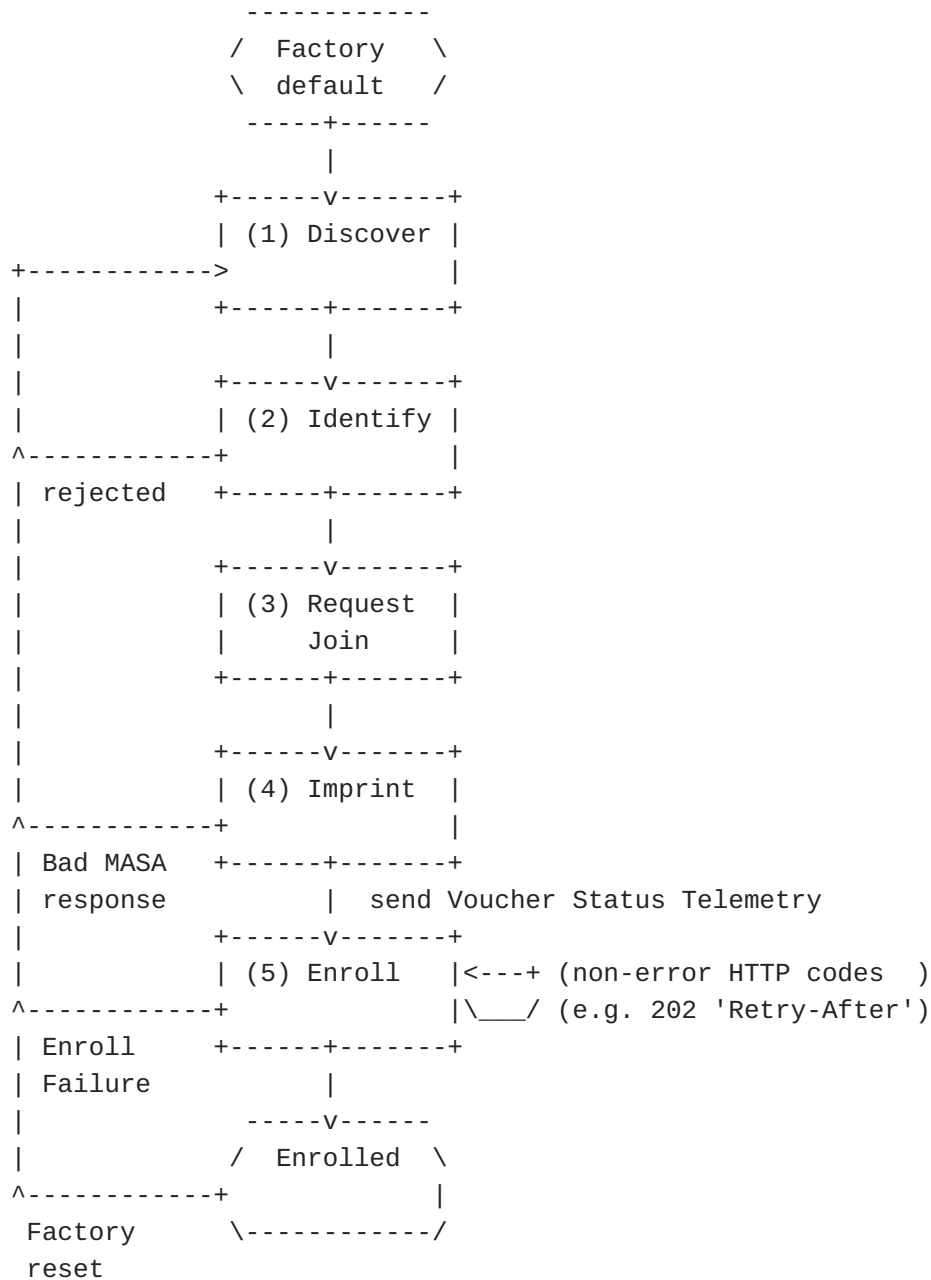 Factory
default
(1) Discover
(2) Identify
rejected
(3) Request
Join
(4) Imprint
Bad MASA
response | send Voucher Status Telemetry
(5) Enroll <---+ (non-error HTTP codes )
\___/ (e.g. 202 'Retry-After')
Enroll
Failure
Enrolled
Factory
reset